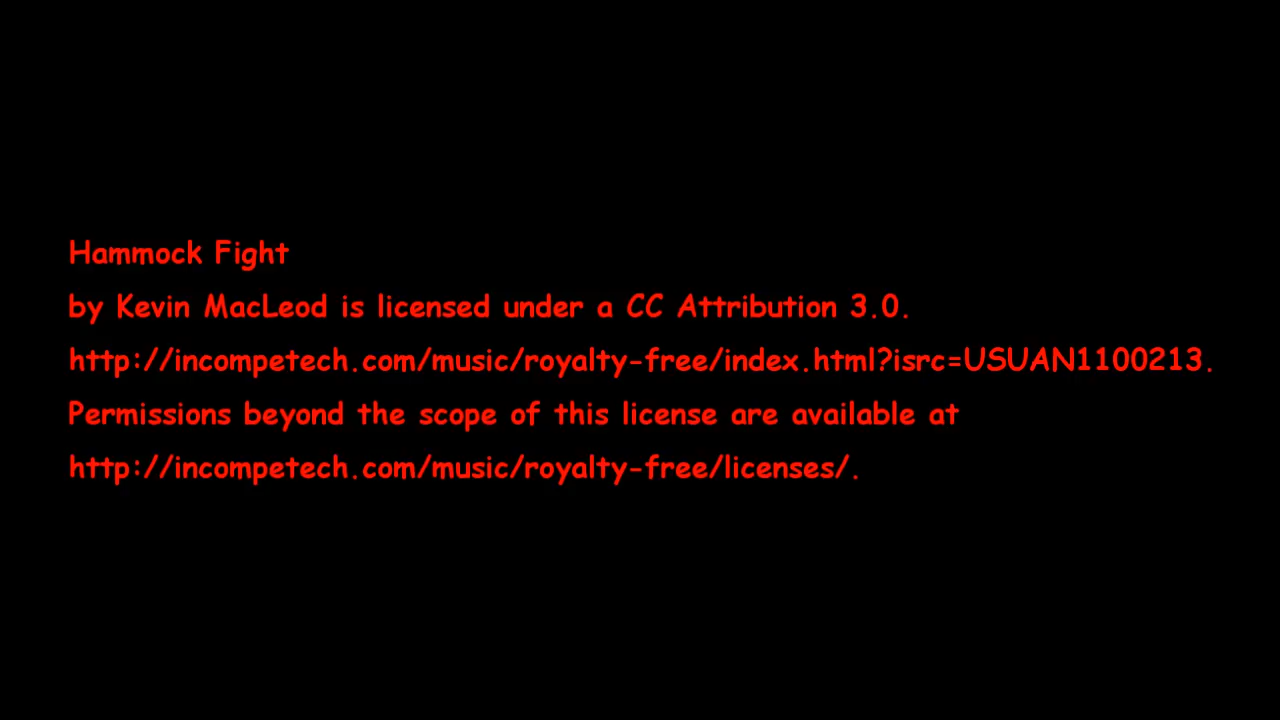 Hammock Fight
by Kevin MacLeod is licensed under a CC Attribution 3.0.
http://incompetech.com/music/royalty-free/index.html?isrc=USUAN1100213.
Permissions beyond the scope of this license are available at
http://incompetech.com/music/royalty-free/licenses/.